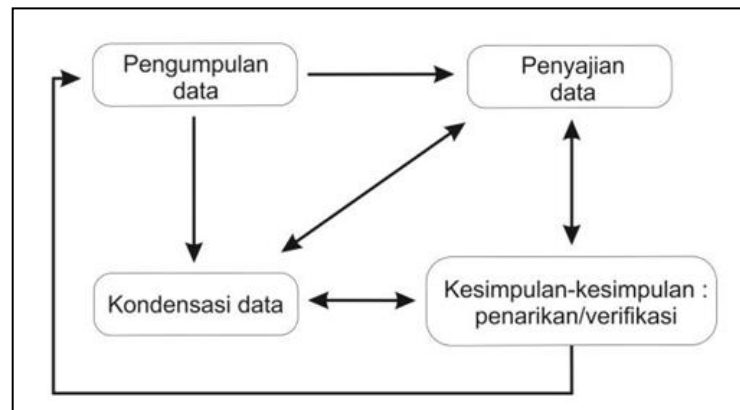 Pengumpulan
data
Penyajian
data
Kondensasi data
Kesimpulan-kesimpulan :
penarikan/verifikasi